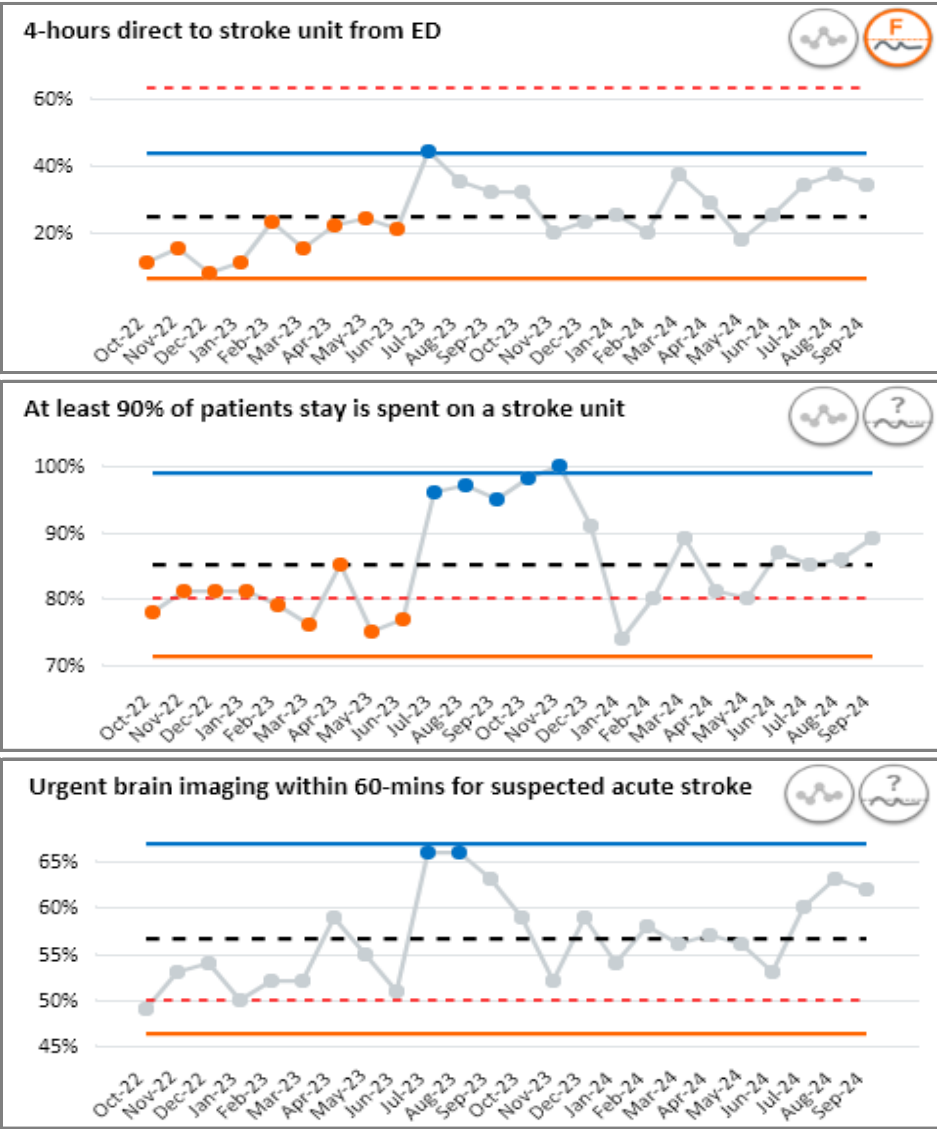 4-hours direct to stroke unit from ED
F
60%
40%
20%
Oct-22 Nov-22 Dec-22 Jan-23 Feb-23 Mar-23 Apr-23 May-23 Jun-23 Jul-23 Aug-23 Sep-23 Oct-23 Nov-23 Dec-23 Jan-24 Feb-24 Mar-24 Apr-24 May-24 Jun-24 Jul-24 Aug-24 Sep-24
At least 90% of patients stay is spent on a stroke unit
?
100%
90%
80%
70%
Oct-22 Nov-22 Dec-22 Jan-23 Feb-23 Mar-23 Apr-23 May-23 Jun-23 Jul-23 Aug-23 Sep-23 Oct-23 Nov-23 Dec-23 Jan-24 Feb-24 Mar-24 Apr-24 May-24 Jun-24 Jul-24 Aug-24 Sep-24
Urgent brain imaging within 60-mins for suspected acute stroke
?
65%
60%
55%
50%
45%
Oct-22 Nov-22 Dec-22 Jan-23 Feb-23 Mar-23 Apr-23 May-23 Jun-23 Jul-23 Aug-23 Sep-23 Oct-23 Nov-23 Dec-23 Jan-24 Feb-24 Mar-24 Apr-24 May-24 Jun-24 Jul-24 Aug-24 Sep-24